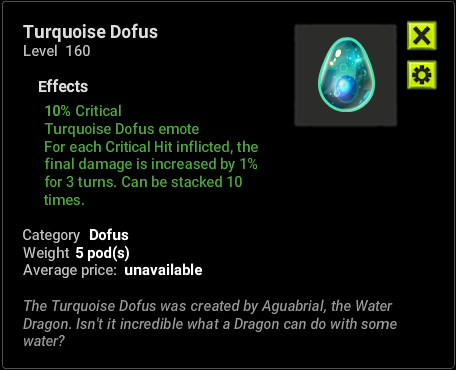 Turquoise Dofus
Level 160
Effects
10% Critical
Turquoise Dofus emote
For each Critical Hit inflicted, the
final damage is increased by 1%
for 3 turns. Can be stacked 10
times.
Category Dofus
Weight 5 pod(s)
Average price: unavailable
The Turquoise Dofus was created by Aguabrial, the Water
Dragon. Isn't it incredible what a Dragon can do with some
water?